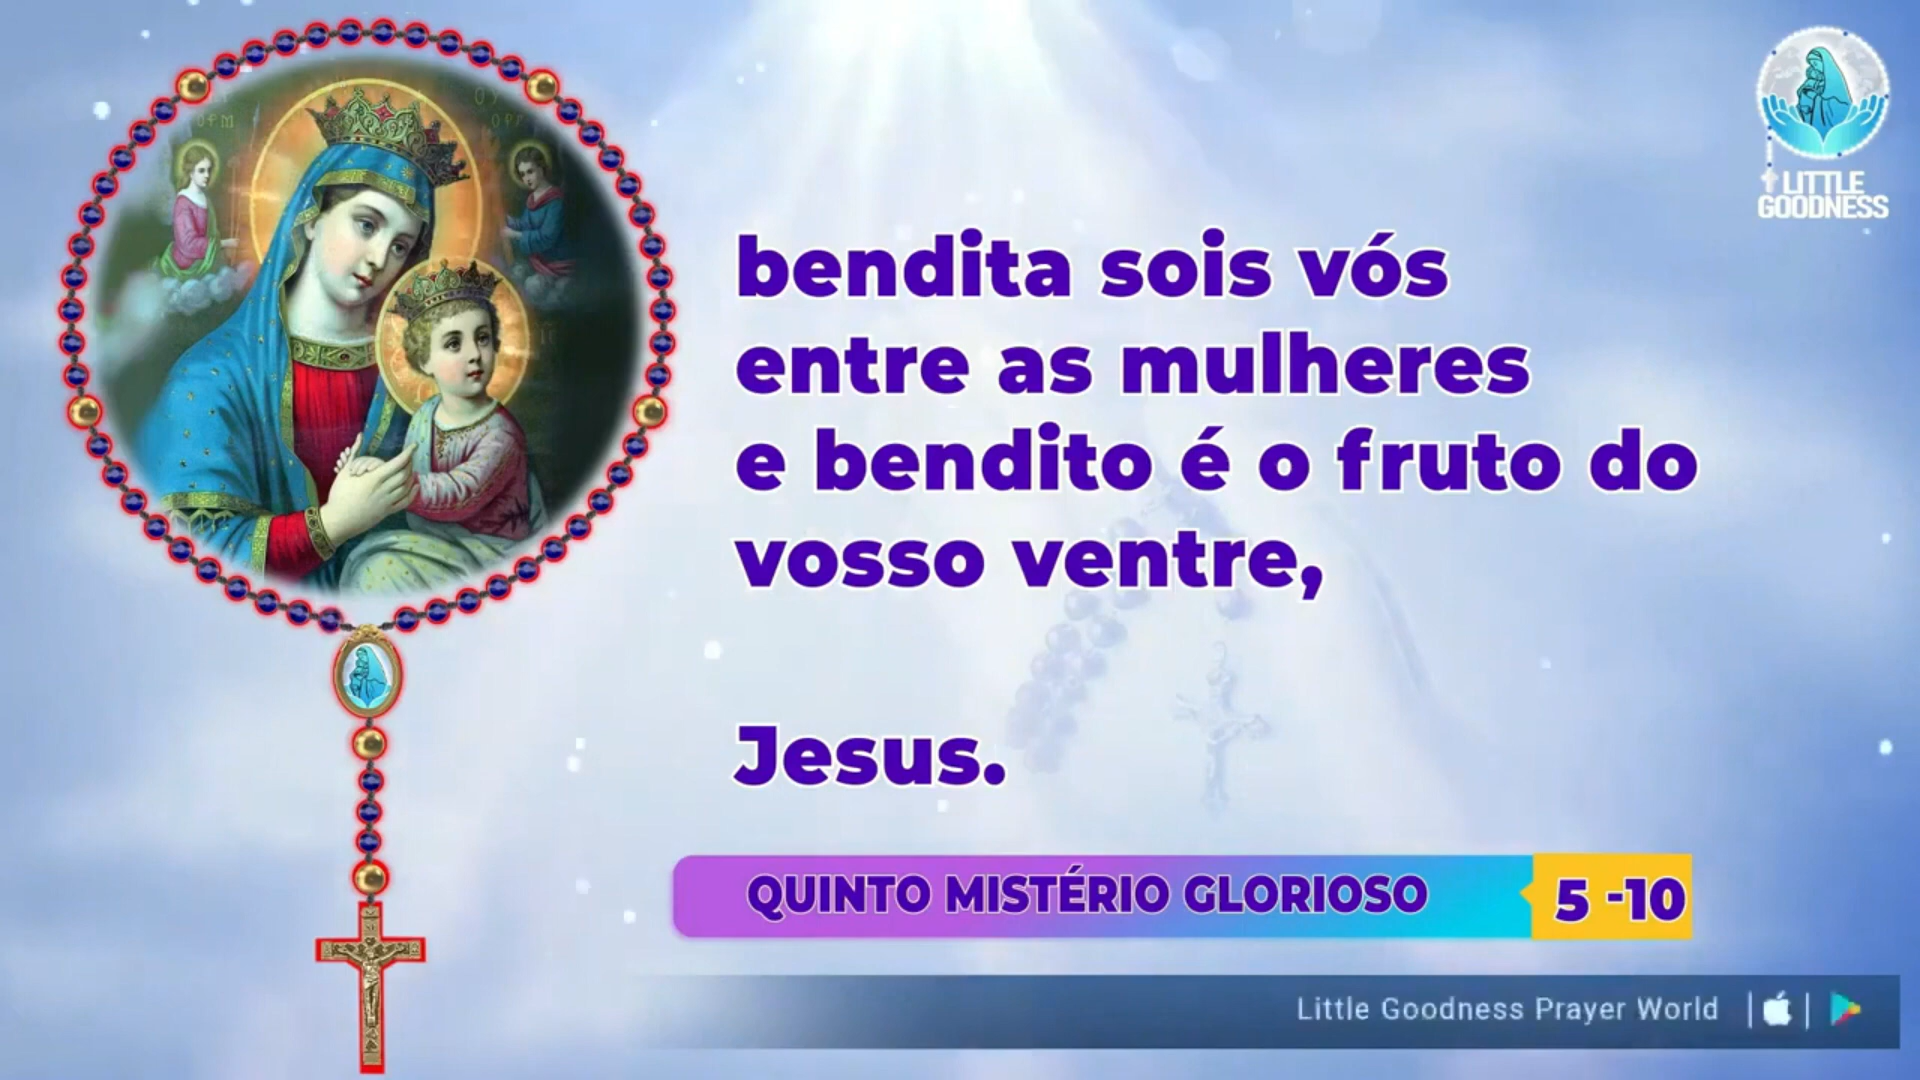 LITTLE
GOODNESS
bendita sois vós
entre as mulheres
e bendito é o fruto do
vosso ventre,
Jesus.
QUINTO MISTÉRIO GLORIOSO
5 -10
Little Goodness Prayer World